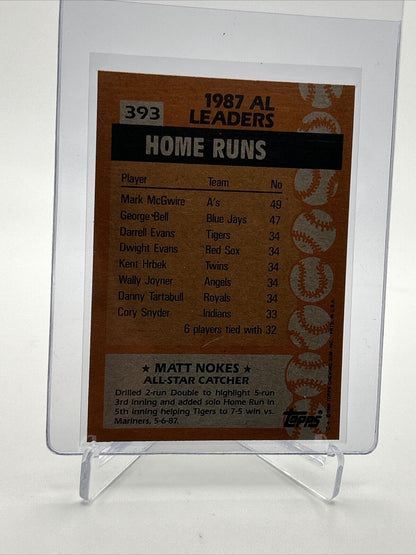 393
1987 AL
LEADERS
HOME RUNS
Player Team No
Mark McGwire A's 49
George Bell Blue Jays 47
Darrell Evans Tigers 34
Dwight Evans Red Sox 34
Kent Hrbek Twins 34
Wally Joyner Angels 34
Danny Tartabull Royals 34
Cory Snyder Indians 33
6 players tied with 32
★ MATT NOKES ★
ALL-STAR CATCHER
Drilled 2-run Double to highlight 5-run
3rd inning and added solo Home Run in
5th inning helping Tigers to 7-5 win vs.
Mariners, 5-6-87.
TOPPS